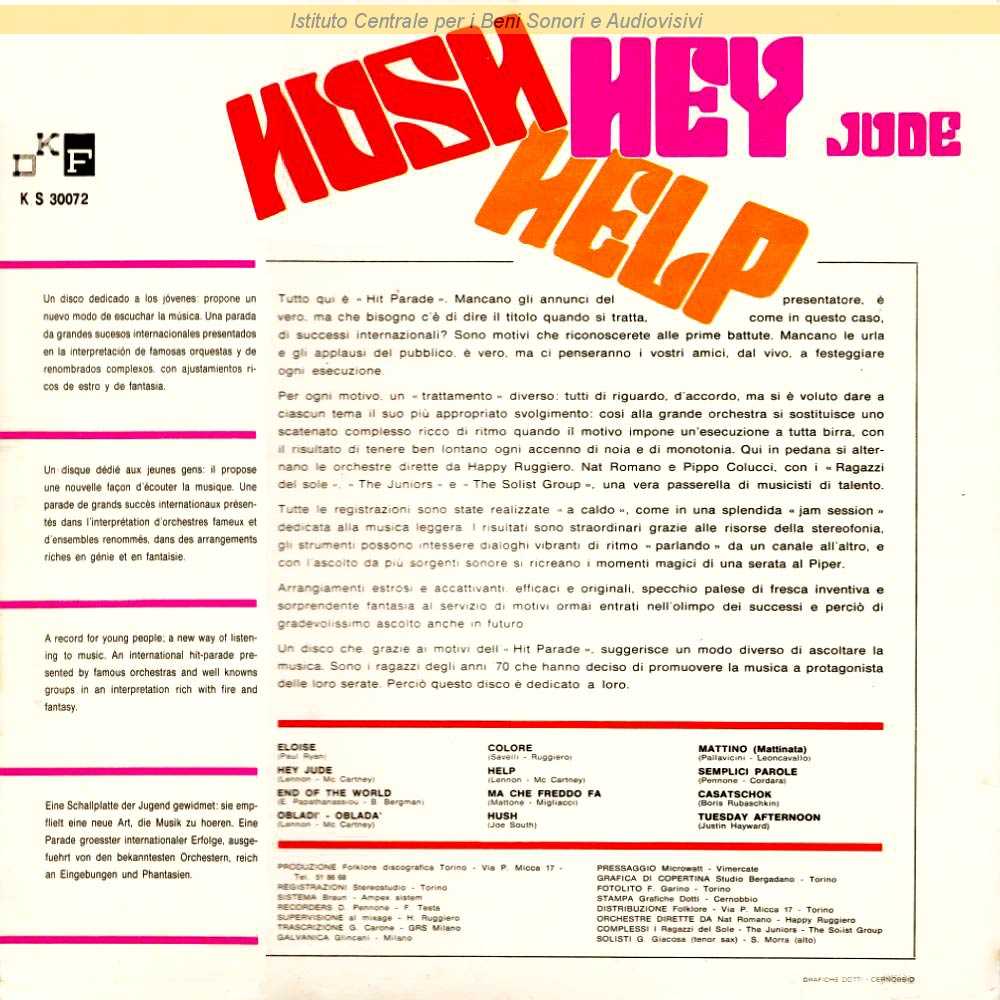 Istituto Centrale per i Beni Sonori e Audiovisivi
HUSH HEY JUDE
HELP
DKF
K S 30072
Un disco dedicado a los jóvenes: propone un
nuevo modo de escuchar la música. Una parada
da grandes sucesos internacionales presentados
en la interpretación de famosas orquestas y de
renombrados complexos, con ajustamientos ri-
cos de estro y de fantasia.
Un disque dédié aux jeunes gens: il propose
une nouvelle façon d'écouter la musique. Une
parade de grands succès internationaux présen-
tés dans l'interprétation d'orchestres fameux et
d'ensembles renommés, dans des arrangements
riches en génie et en fantaisie.
A record for young people; a new way of listen-
ing to music. An international hit-parade pre-
sented by famous orchestras and well knowns
groups in an interpretation rich with fire and
fantasy.
Eine Schallplatte der Jugend gewidmet: sie emp-
flielt eine neue Art, die Musik zu hoeren. Eine
Parade groesster internationaler Erfolge, ausge-
fuehrt von den bekanntesten Orchestern, reich
an Eingebungen und Phantasien.
Tutto qui è « Hit Parade ». Mancano gli annunci del presentatore, è
vero, ma che bisogno c'è di dire il titolo quando si tratta, come in questo caso,
di successi internazionali? Sono motivi che riconoscerete alle prime battute. Mancano le urla
e gli applausi del pubblico, è vero, ma ci penseranno i vostri amici, dal vivo, a festeggiare
ogni esecuzione.
Per ogni motivo, un « trattamento » diverso: tutti di riguardo, d'accordo, ma si è voluto dare a
ciascun tema il suo più appropriato svolgimento: così alla grande orchestra si sostituisce uno
scatenato complesso ricco di ritmo quando il motivo impone un'esecuzione a tutta birra, con
il risultato di tenere ben lontano ogni accenno di noia e di monotonia. Qui in pedana si alter-
nano le orchestre dirette da Happy Ruggiero, Nat Romano e Pippo Colucci, con i « Ragazzi
del sole », « The Juniors » e « The Solist Group », una vera passerella di musicisti di talento.
Tutte le registrazioni sono state realizzate « a caldo », come in una splendida « jam session »
dedicata alla musica leggera. I risultati sono straordinari grazie alle risorse della stereofonia,
gli strumenti possono intessere dialoghi vibranti di ritmo « parlando » da un canale all'altro, e
con l'ascolto da più sorgenti sonore si ricreano i momenti magici di una serata al Piper.
Arrangiamenti estrosi e accattivanti, efficaci e originali, specchio palese di fresca inventiva e
sorprendente fantasia al servizio di motivi ormai entrati nell'olimpo dei successi e perciò di
gradevolissimo ascolto anche in futuro
Un disco che, grazie ai motivi dell « Hit Parade », suggerisce un modo diverso di ascoltare la
musica. Sono i ragazzi degli anni 70 che hanno deciso di promuovere la musica a protagonista
delle loro serate. Perciò questo disco è dedicato a loro.
ELOISE
(Paul Ryan)
HEY JUDE
(Lennon - Mc Cartney)
END OF THE WORLD
(E. Papathanassiou - B. Bergman)
OBLADI' - OBLADA'
(Lennon - Mc Cartney)
COLORE
(Savelli - Ruggiero)
HELP
(Lennon - Mc Cartney)
MA CHE FREDDO FA
(Mattone - Migliacci)
HUSH
(Joe South)
MATTINO (Mattinata)
(Pallavicini - Leoncavallo)
SEMPLICI PAROLE
(Pennone - Cordara)
CASATSCHOK
(Boris Rubaschkin)
TUESDAY AFTERNOON
(Justin Hayward)
PRODUZIONE Folklore discografica Torino - Via P. Micca 17 -
Tel. 51 86 68
REGISTRAZIONI Stereostudio - Torino
SISTEMA Braun - Ampex sistem
RECORDERS D. Pennone - F. Testa
SUPERVISIONE al mixage - H. Ruggiero
TRASCRIZIONE G. Carone - GRS Milano
GALVANICA Glincani - Milano
PRESSAGGIO Microwatt - Vimercate
GRAFICA DI COPERTINA Studio Bergadano - Torino
FOTOLITO F. Garino - Torino
STAMPA Grafiche Dotti - Cernobbio
DISTRIBUZIONE Folklore - Via P. Micca 17 - Torino
ORCHESTRE DIRETTE DA Nat Romano - Happy Ruggiero
COMPLESSI I Ragazzi del Sole - The Juniors - The Solist Group
SOLISTI G. Giacosa (tenor sax) - S. Morra (alto)
GRAFICHE DOTTI - CERNOBBIO